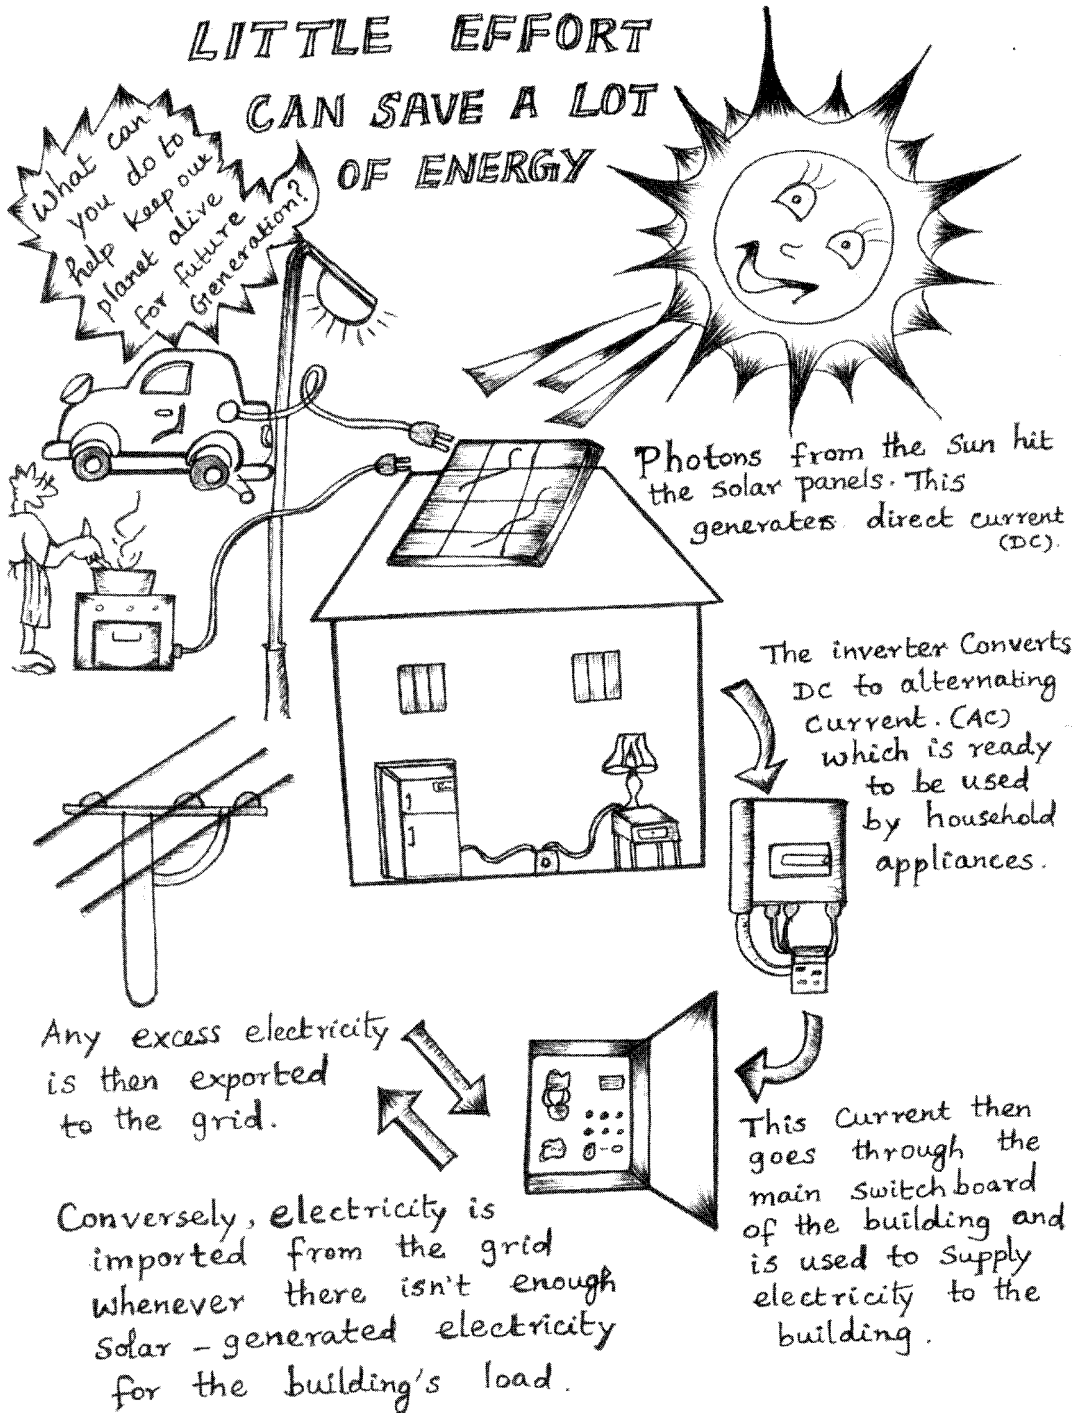 LITTLE EFFORT
CAN SAVE A LOT
OF ENERGY
What can
you do to
help keep our
planet alive
for future
Generation?
Photons from the Sun hit
the solar panels. This
generates direct current
(DC).
The inverter Converts
DC to alternating
Current. (AC)
which is ready
to be used
by household
appliances.
This Current then
goes through the
main switchboard
of the building and
is used to Supply
electricity to the
building.
Any excess electricity
is then exported
to the grid.
Conversely, electricity is
imported from the grid
whenever there isn't enough
solar - generated electricity
for the building's load.